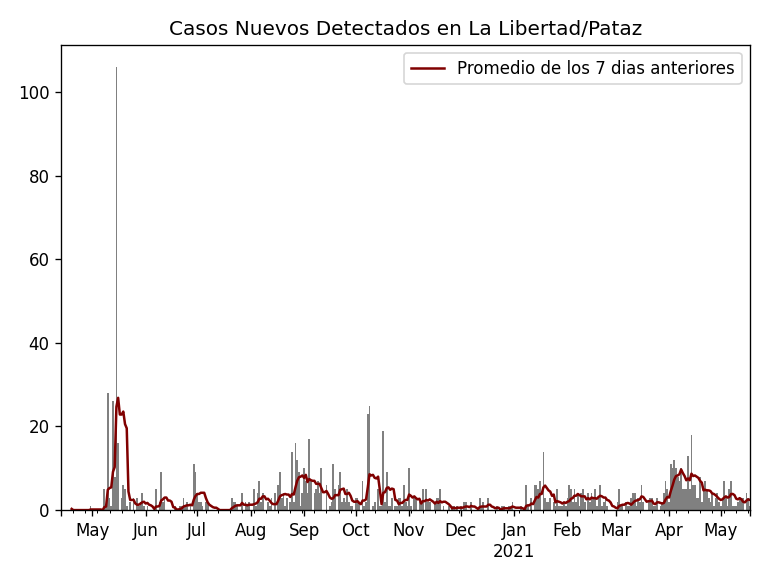 Casos Nuevos Detectados en La Libertad/Pataz
Promedio de los 7 dias anteriores
100
80
60
40
20
0
May Jun Jul Aug Sep Oct Nov Dec Jan Feb Mar Apr May
2021